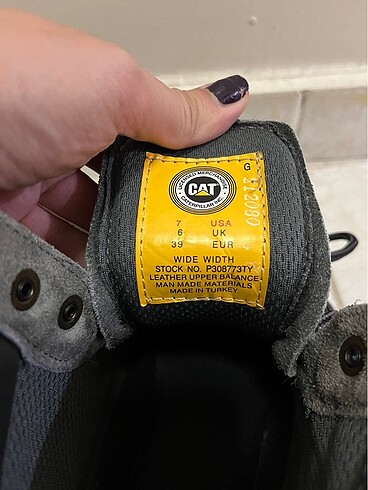 G
LICENSED MERCHANDISE
CAT
CATERPILLAR INC.
7 USA
6 UK
39 EUR
WIDE WIDTH
STOCK NO. P308773TY
LEATHER UPPER BALANCE
MAN MADE MATERIALS
MADE IN TURKEY